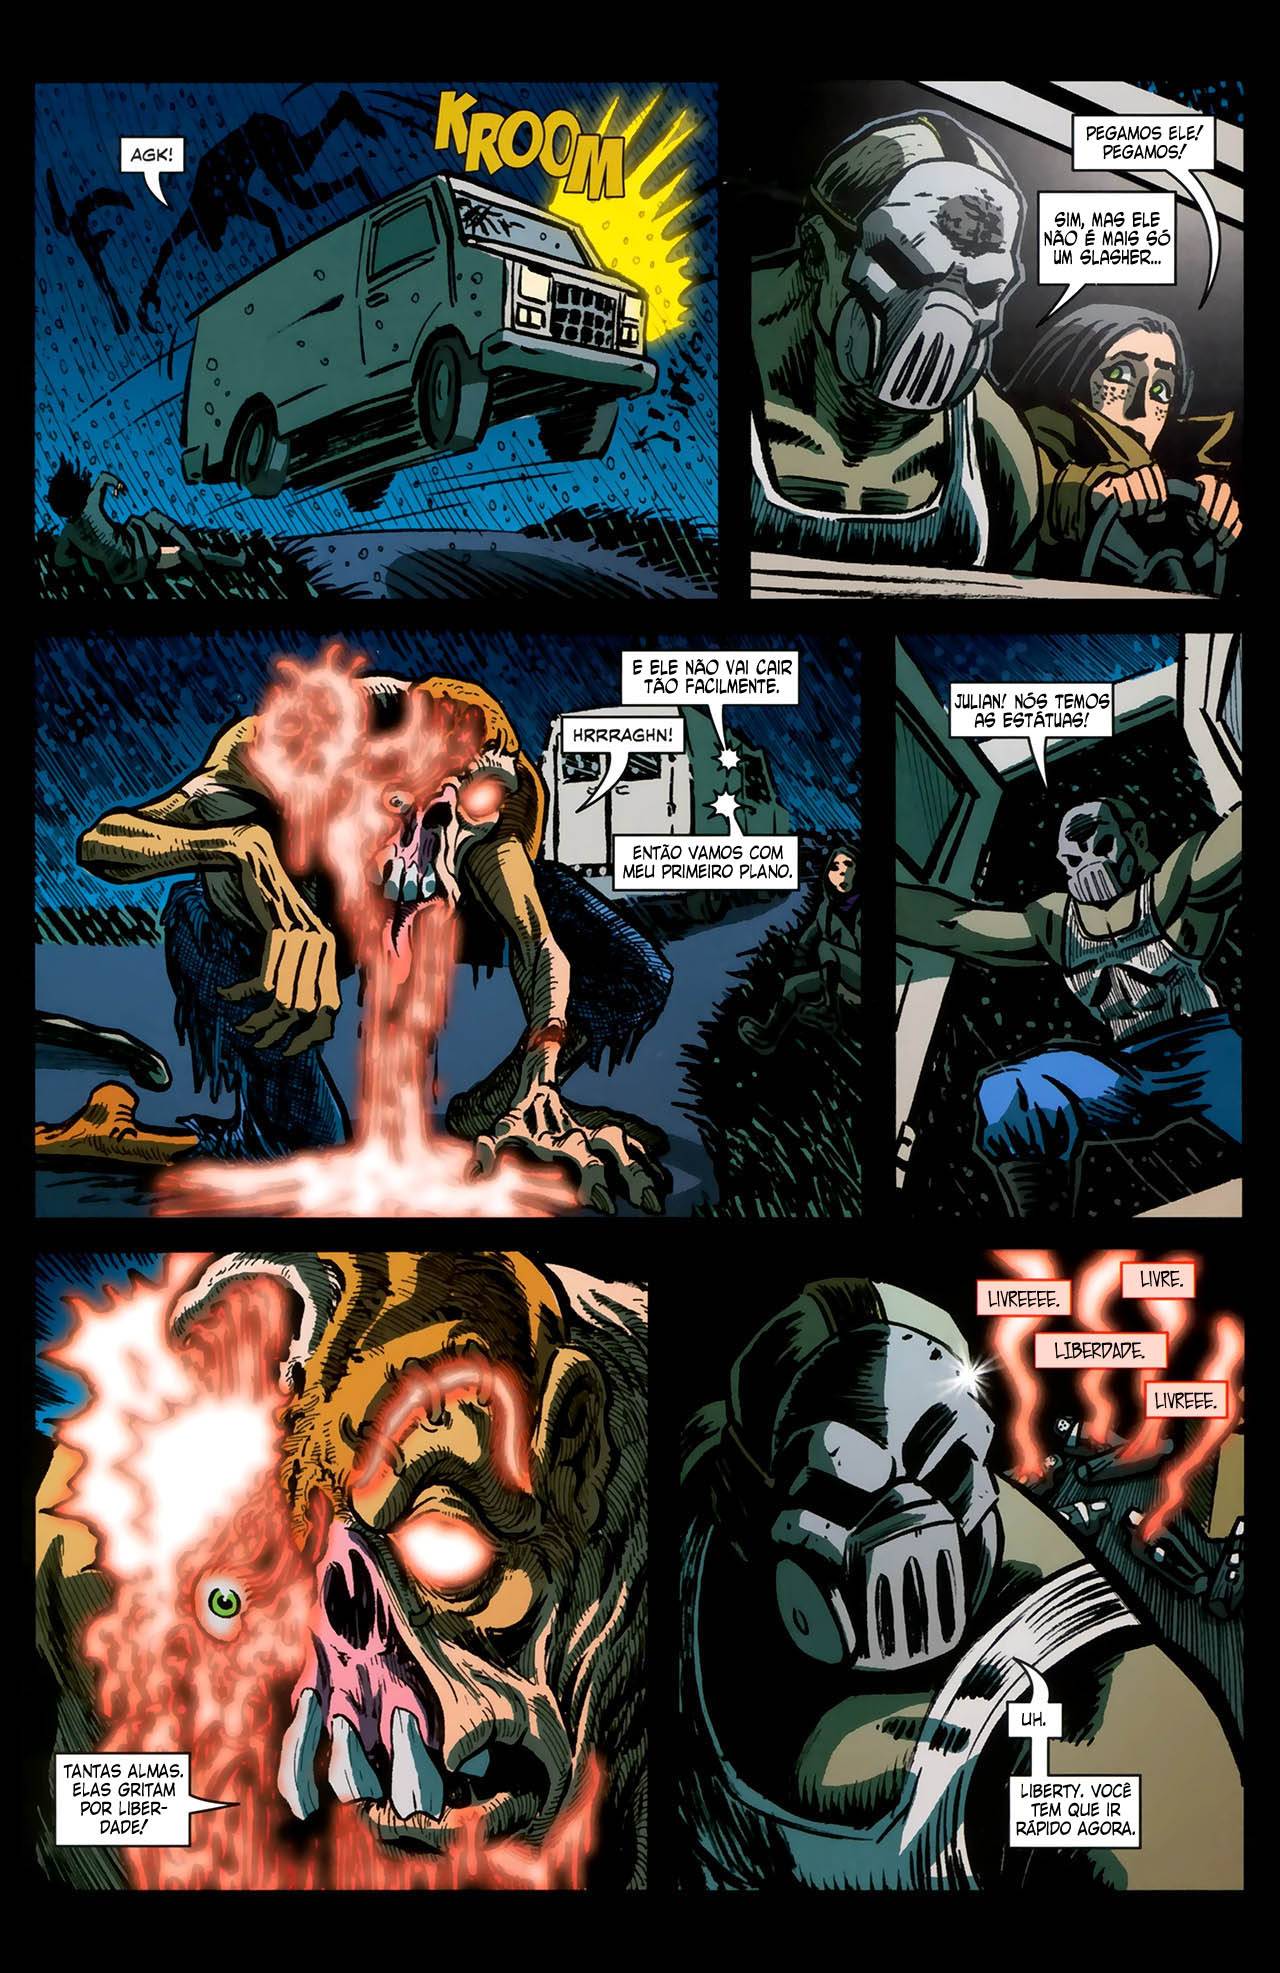 AGK!
KROOM
PEGAMOS ELE!
PEGAMOS!
SIM, MAS ELE
NÃO É MAIS SÓ
UM SLASHER...
E ELE NÃO VAI CAIR
TÃO FACILMENTE.
HRRRAGHN!
ENTÃO VAMOS COM
MEU PRIMEIRO PLANO.
JULIAN! NÓS TEMOS
AS ESTÁTUAS!
TANTAS ALMAS.
ELAS GRITAM
POR LIBER-
DADE!
LIVREEEE.
LIVRE.
LIBERDADE.
LIVREEE.
UH.
LIBERTY. VOCÊ
TEM QUE IR
RÁPIDO AGORA.